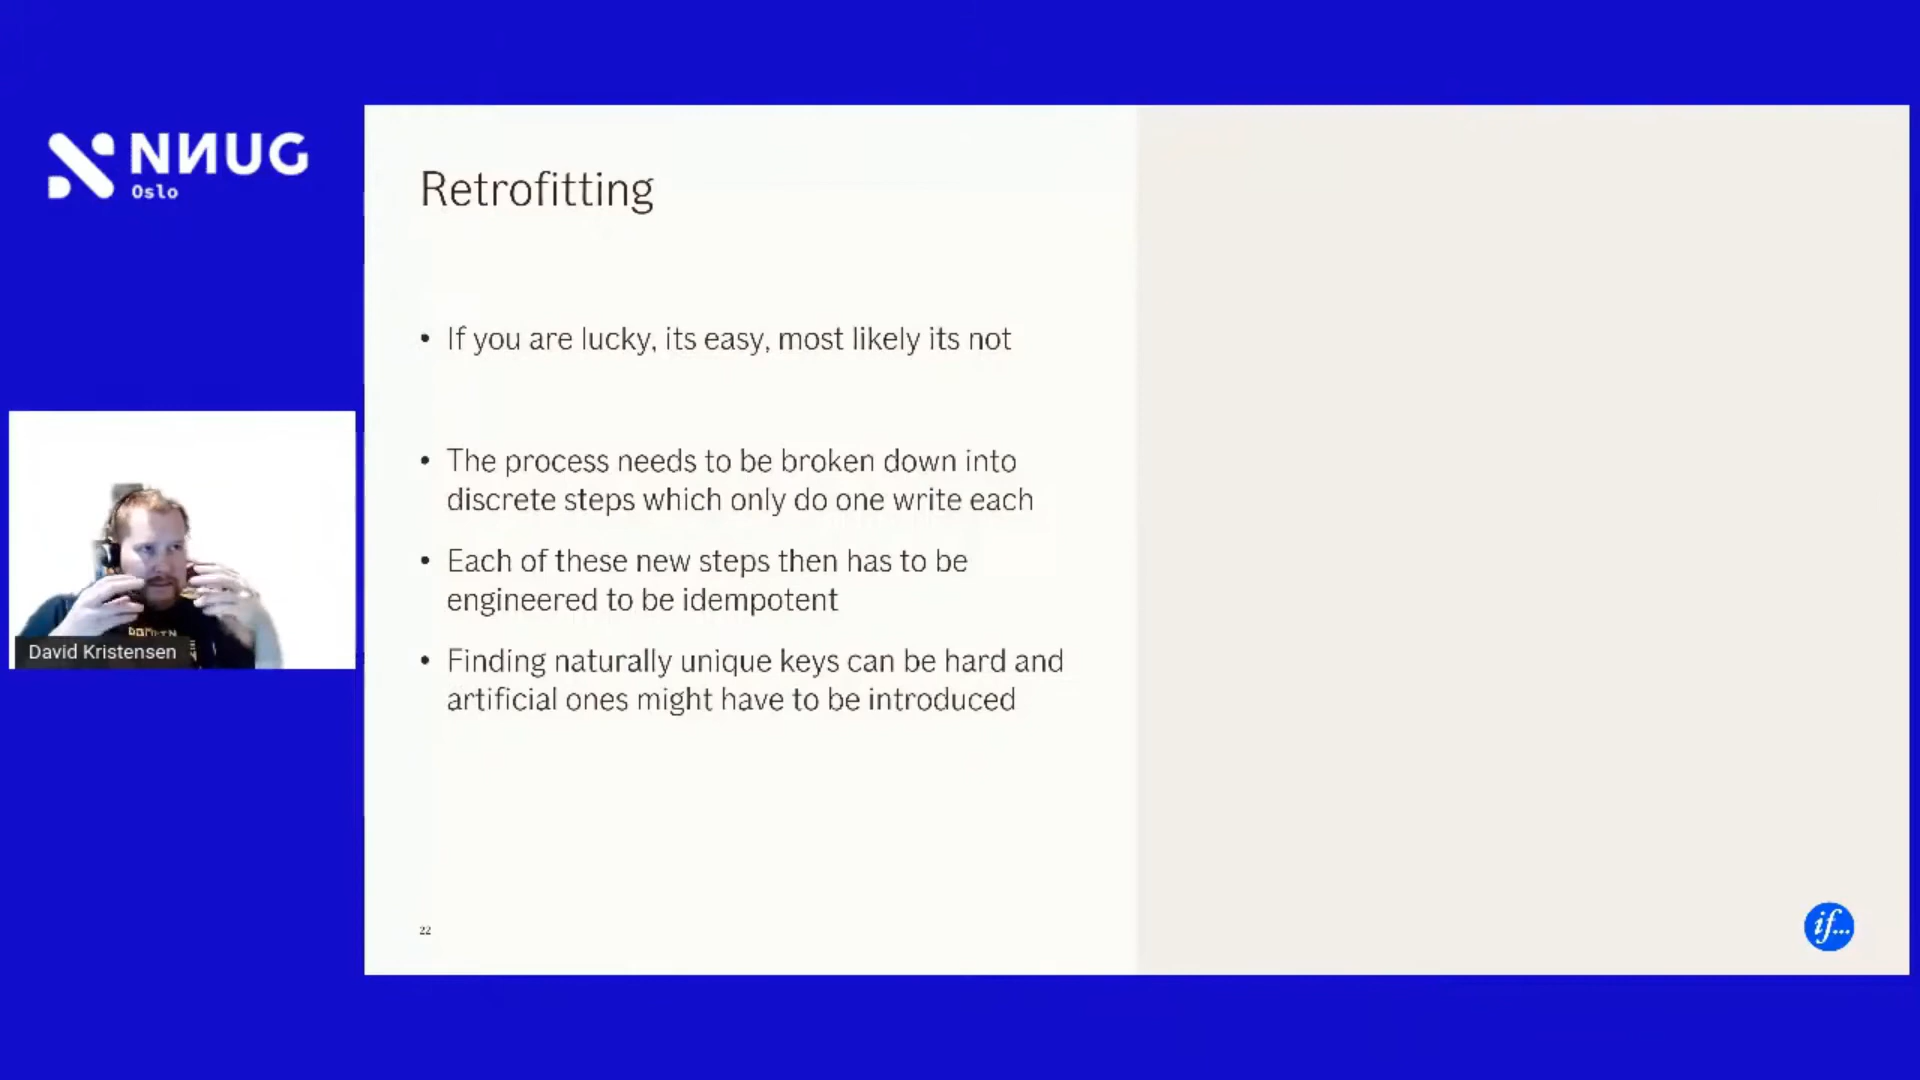 NИUG
Oslo
Retrofitting
• If you are lucky, its easy, most likely its not
• The process needs to be broken down into
discrete steps which only do one write each
• Each of these new steps then has to be
engineered to be idempotent
• Finding naturally unique keys can be hard and
artificial ones might have to be introduced
David Kristensen
22
if...